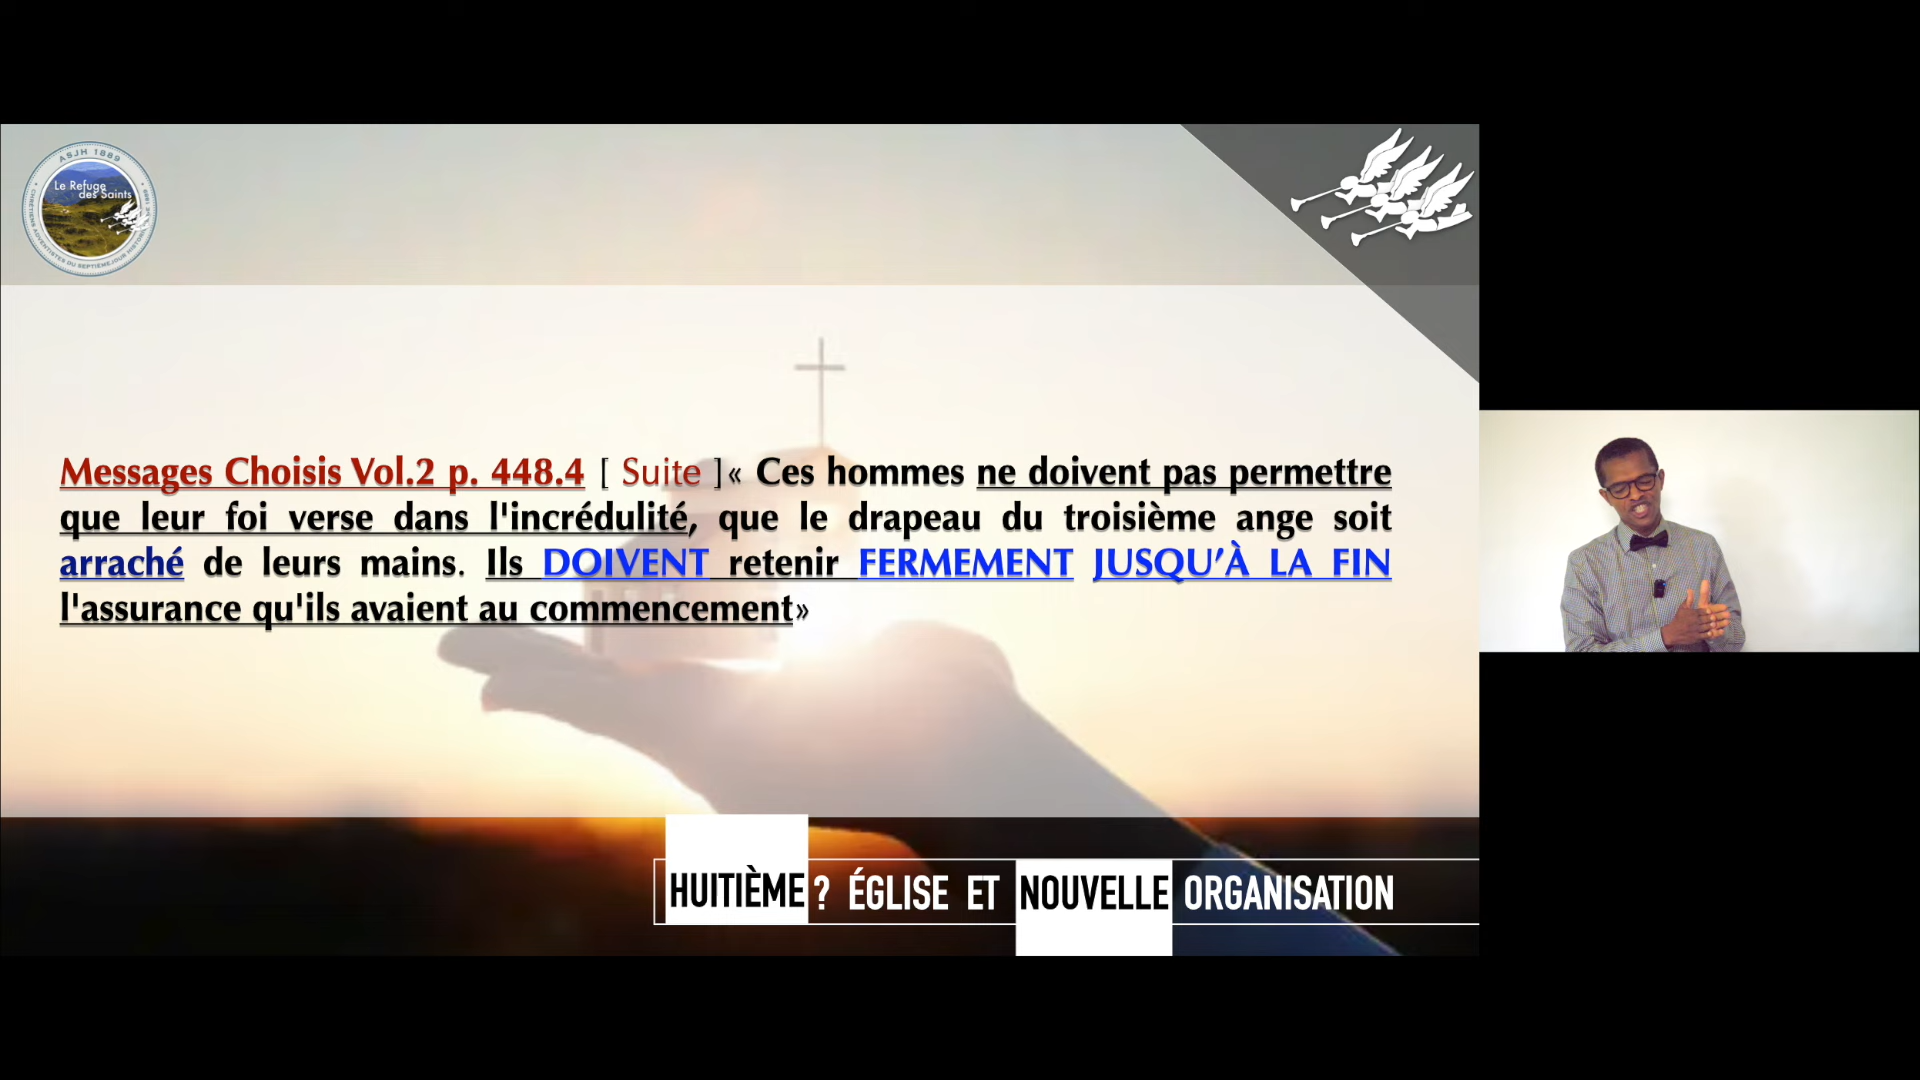 ASJH 1889
Le Refuge
des Saints
Messages Choisis Vol.2 p. 448.4 [ Suite ]« Ces hommes ne doivent pas permettre
que leur foi verse dans l'incrédulité, que le drapeau du troisième ange soit
arraché de leurs mains. Ils DOIVENT retenir FERMEMENT JUSQU'À LA FIN
l'assurance qu'ils avaient au commencement»
HUITIÈME ? ÉGLISE ET NOUVELLE ORGANISATION